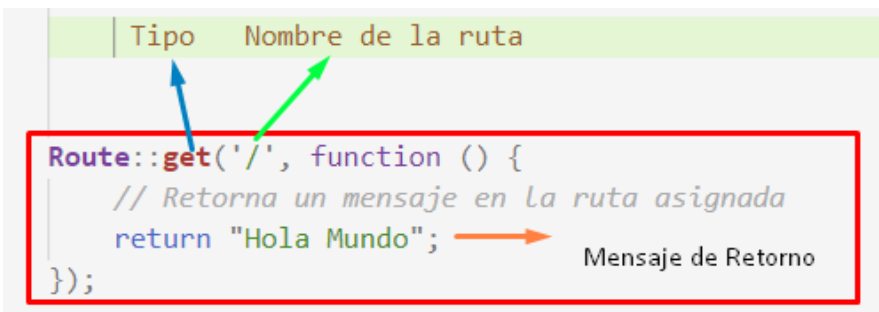 Tipo   Nombre de la ruta
Route::get('/', function () {
    // Retorna un mensaje en la ruta asignada
    return "Hola Mundo";
Mensaje de Retorno
});